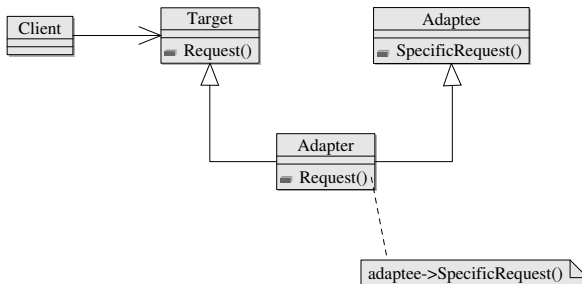 Client
Target
Request()
Adaptee
SpecificRequest()
Adapter
Request()
adaptee->SpecificRequest()